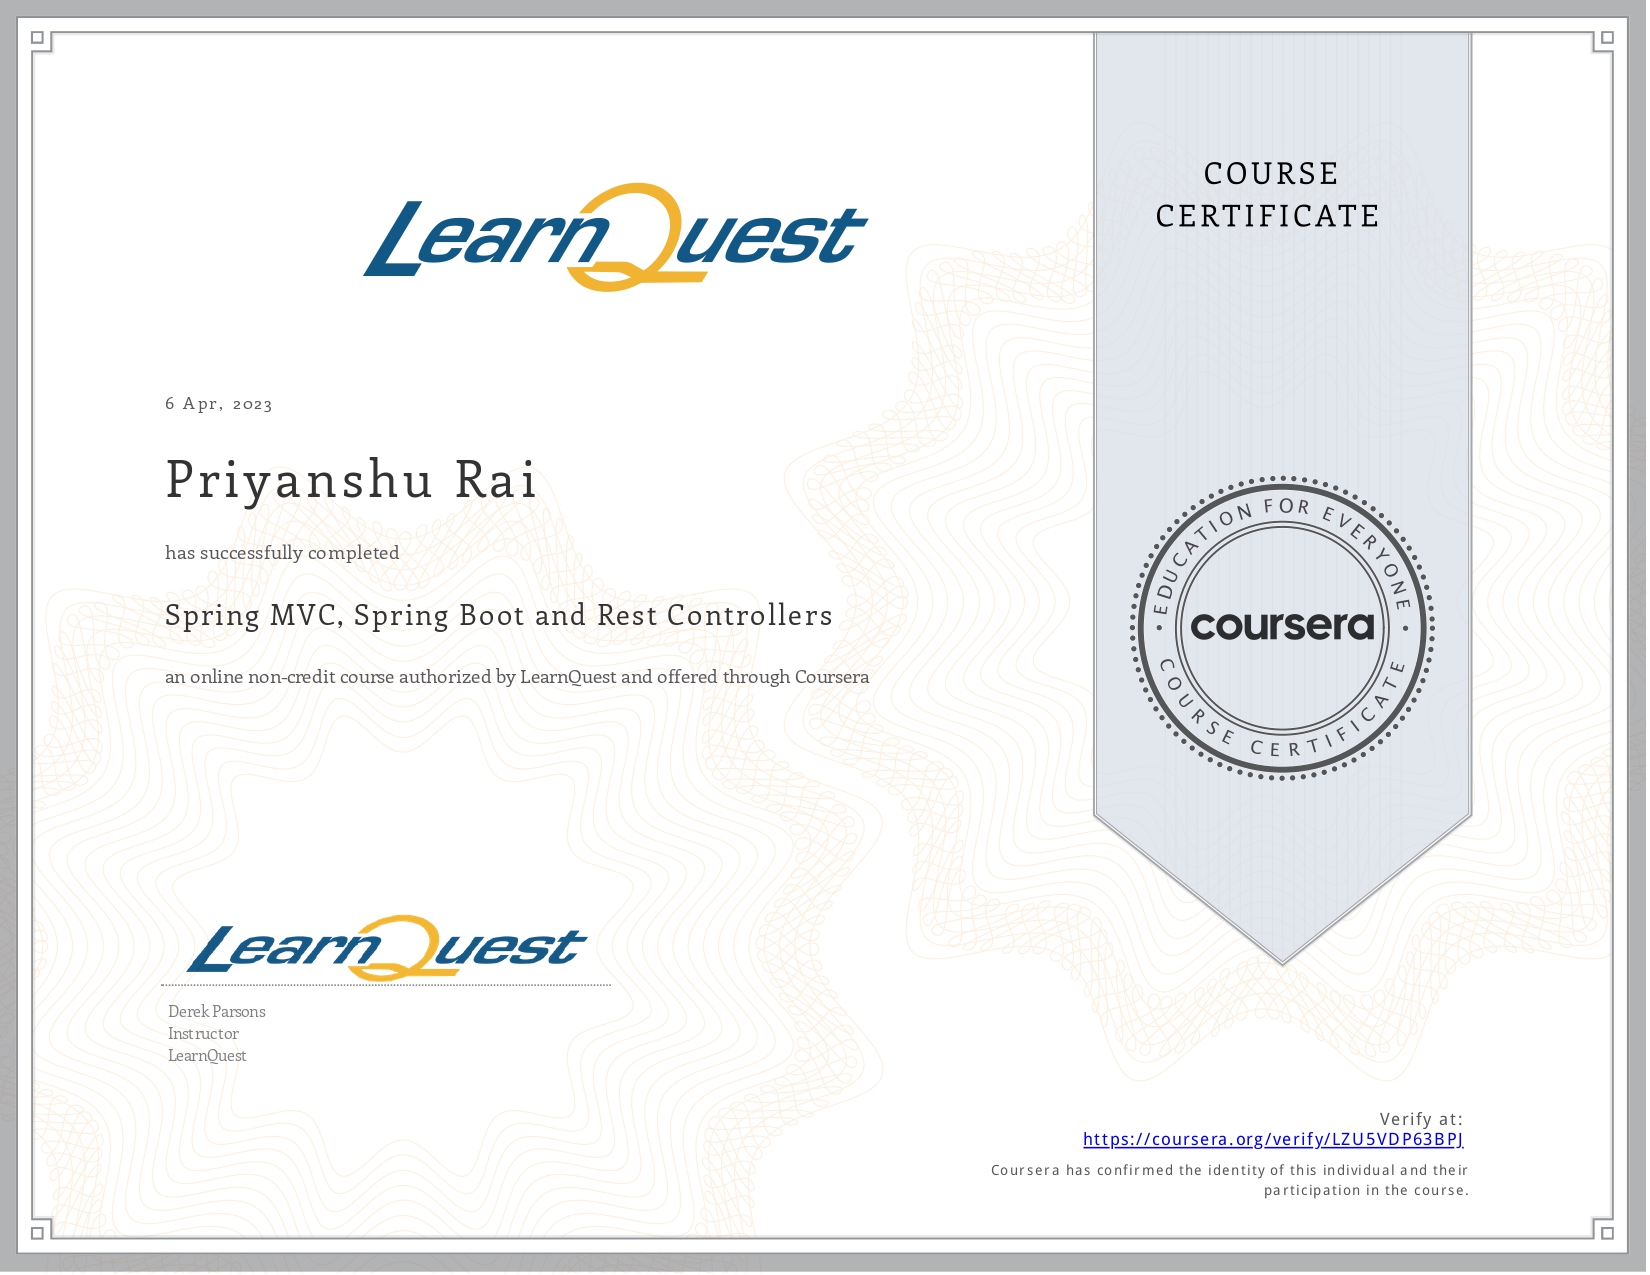 LearnQuest
COURSE
CERTIFICATE
6 Apr, 2023
Priyanshu Rai
has successfully completed
Spring MVC, Spring Boot and Rest Controllers
an online non-credit course authorized by LearnQuest and offered through Coursera
EDUCATION FOR EVERYONE
coursera
COURSE CERTIFICATE
LearnQuest
Derek Parsons
Instructor
LearnQuest
Verify at:
https://coursera.org/verify/LZU5VDP63BPJ
Coursera has confirmed the identity of this individual and their
participation in the course.